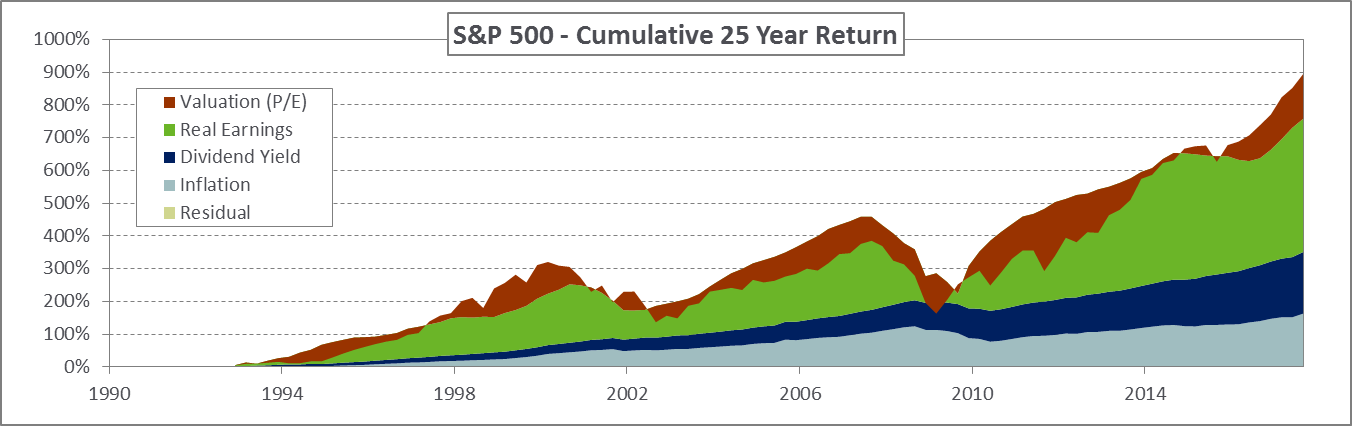 S&P 500 - Cumulative 25 Year Return
1000%
900%
800%
700%
600%
500%
400%
300%
200%
100%
0%
Valuation (P/E)
Real Earnings
Dividend Yield
Inflation
Residual
1990 1994 1998 2002 2006 2010 2014